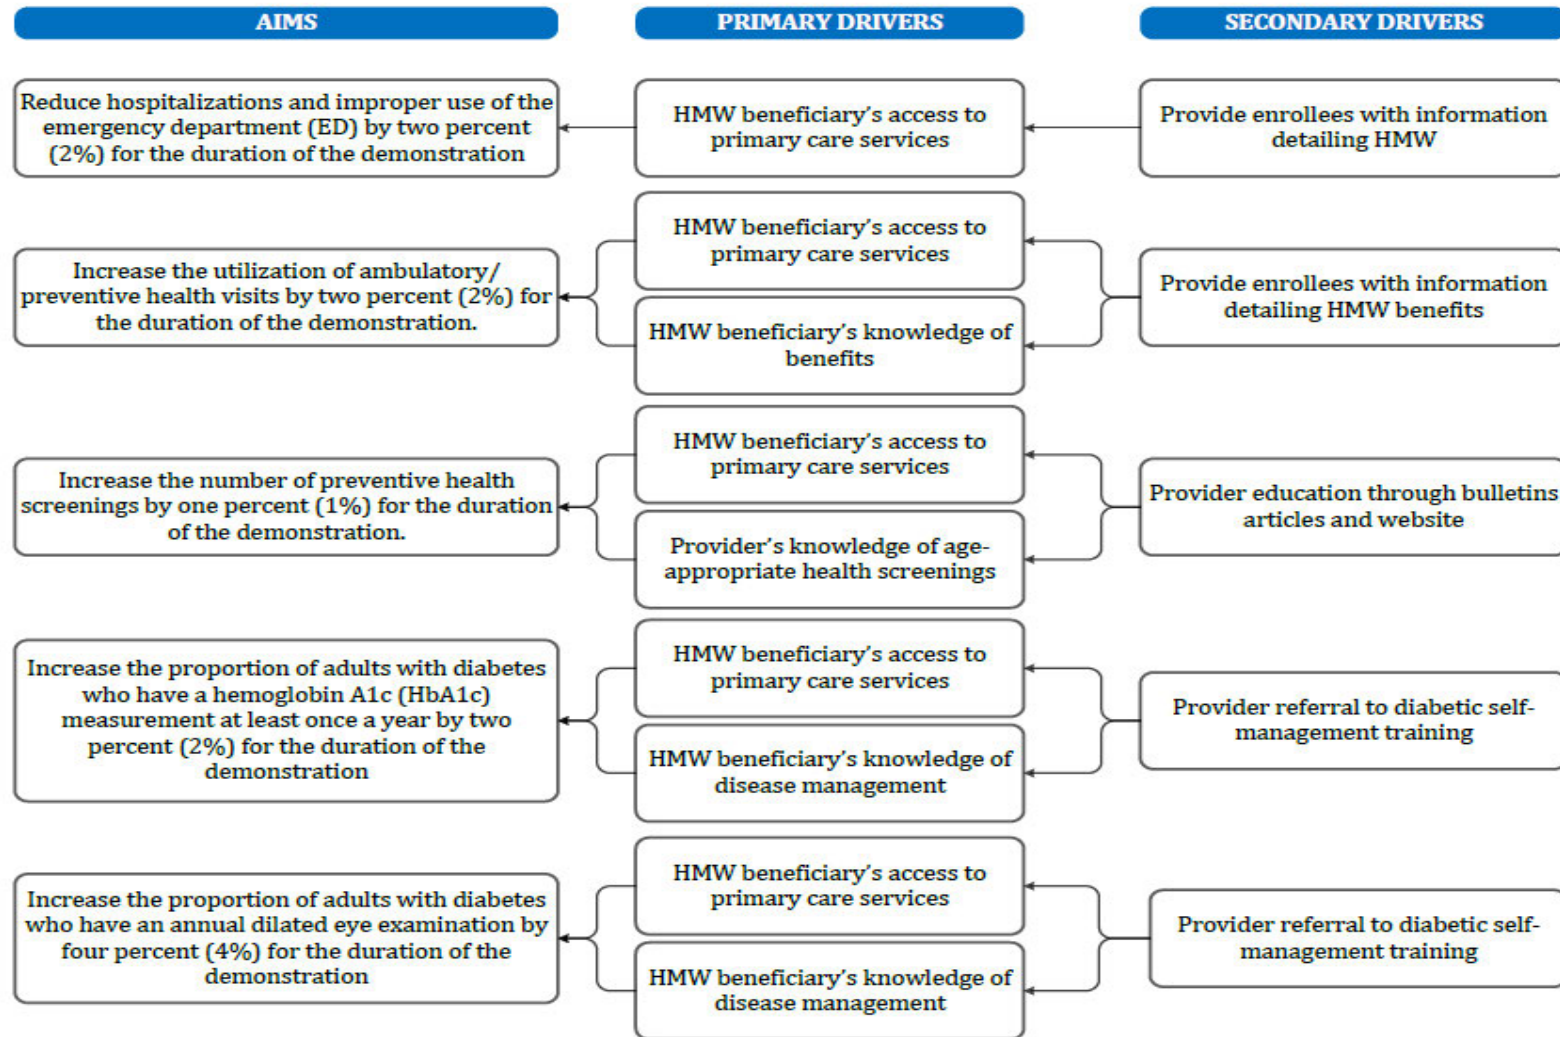 AIMS
PRIMARY DRIVERS
SECONDARY DRIVERS
Reduce hospitalizations and improper use of the
emergency department (ED) by two percent
(2%) for the duration of the demonstration
HMW beneficiary's access to
primary care services
Provide enrollees with information
detailing HMW
Increase the utilization of ambulatory/
preventive health visits by two percent (2%) for
the duration of the demonstration.
HMW beneficiary's access to
primary care services
HMW beneficiary's knowledge of
benefits
Provide enrollees with information
detailing HMW benefits
Increase the number of preventive health
screenings by one percent (1%) for the duration
of the demonstration.
HMW beneficiary's access to
primary care services
Provider's knowledge of age-
appropriate health screenings
Provider education through bulletins
articles and website
Increase the proportion of adults with diabetes
who have a hemoglobin A1c (HbA1c)
measurement at least once a year by two
percent (2%) for the duration of the
demonstration
HMW beneficiary's access to
primary care services
HMW beneficiary's knowledge of
disease management
Provider referral to diabetic self-
management training
Increase the proportion of adults with diabetes
who have an annual dilated eye examination by
four percent (4%) for the duration of the
demonstration
HMW beneficiary's access to
primary care services
HMW beneficiary's knowledge of
disease management
Provider referral to diabetic self-
management training